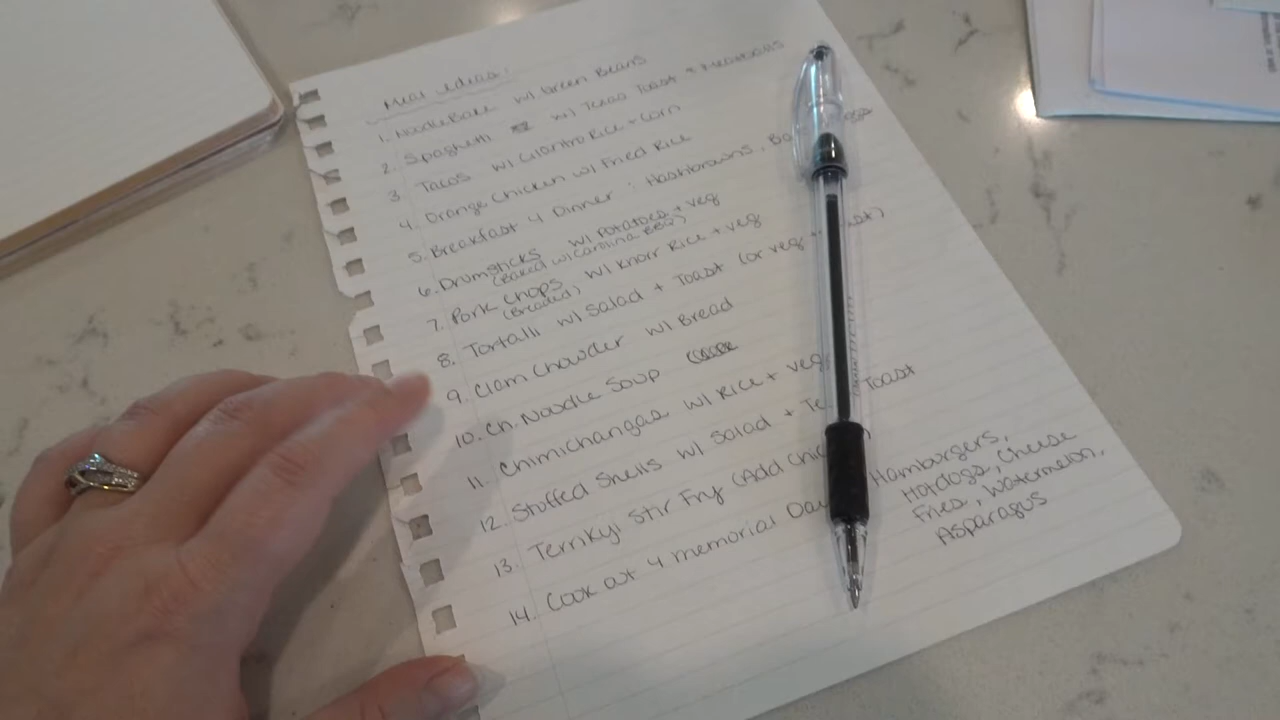 Meal Ideas:
1. Noodle Bake w/ Green Beans
2. Spaghetti w/ Texas Toast + Meatballs
3. Tacos w/ Cilantro Rice + Corn
4. Orange Chicken w/ Fried Rice
5. Breakfast 4 Dinner : Hashbrowns,
6. Drumsticks w/ Potatoes + veg
(Baked w/ Carolina BBQ)
7. Pork Chops w/ Knorr Rice + veg
(Breaded)
8. Tortalli w/ Salad + Toast (or veg
9. Clam Chowder w/ Bread
10. Ch. Noodle Soup
11. Chimichangas w/ Rice + veg
12. Stuffed Shells w/ Salad + Toast
13. Terrikyi Stir Fry (Add
14. Cook out 4 memorial Hamburgers,
Hotdogs, Cheese
Fries, Watermelon,
Asparagus